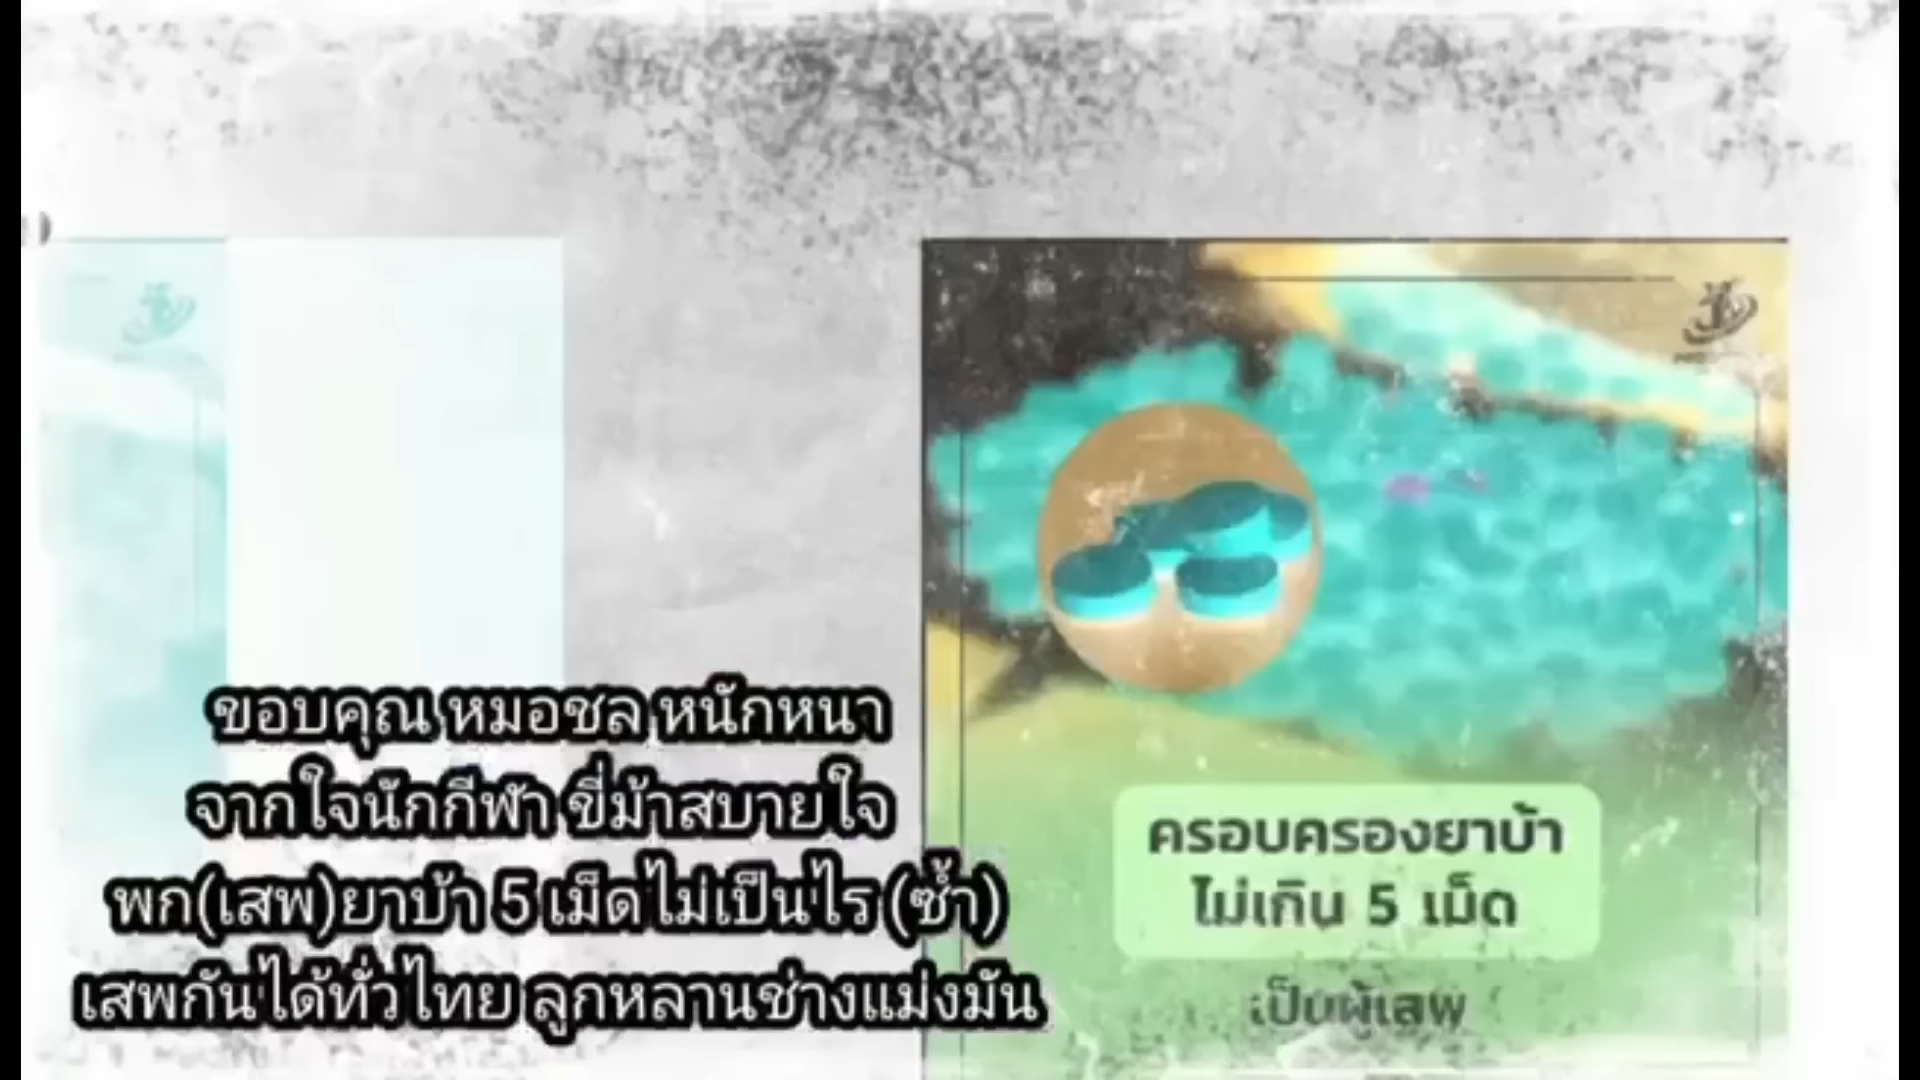 ขอบคุณ หมอชล หนักหนา
จากใจนักกีฬา ขี่ม้าสบายใจ
พก(เสพ)ยาบ้า 5 เม็ดไม่เป็นไร (ซ้ำ)
เสพกันได้ทั่วไทย ลูกหลานช่างแม่งมัน
ครอบครองยาบ้า
ไม่เกิน 5 เม็ด
เป็นผู้เสพ